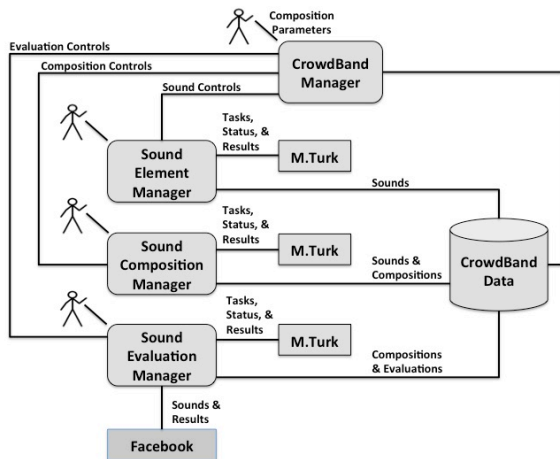 Composition
Parameters
Evaluation Controls
CrowdBand
Manager
Composition Controls
Sound Controls
Tasks,
Status, &
Results
Sound
Element
Manager
M.Turk
Sounds
Tasks,
Status, &
Results
Sound
Composition
Manager
M.Turk
Sounds &
Compositions
CrowdBand
Data
Tasks,
Status, &
Results
Sound
Evaluation
Manager
M.Turk
Compositions
& Evaluations
Sounds &
Results
Facebook